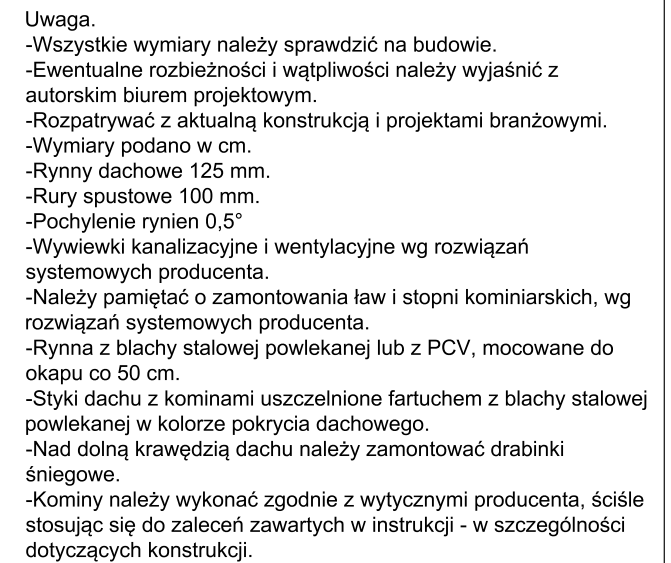 Uwaga.
-Wszystkie wymiary należy sprawdzić na budowie.
-Ewentualne rozbieżności i wątpliwości należy wyjaśnić z
autorskim biurem projektowym.
-Rozpatrywać z aktualną konstrukcją i projektami branżowymi.
-Wymiary podano w cm.
-Rynny dachowe 125 mm.
-Rury spustowe 100 mm.
-Pochylenie rynien 0,5°
-Wywiewki kanalizacyjne i wentylacyjne wg rozwiązań
systemowych producenta.
-Należy pamiętać o zamontowania ław i stopni kominiarskich, wg
rozwiązań systemowych producenta.
-Rynna z blachy stalowej powlekanej lub z PCV, mocowane do
okapu co 50 cm.
-Styki dachu z kominami uszczelnione fartuchem z blachy stalowej
powlekanej w kolorze pokrycia dachowego.
-Nad dolną krawędzią dachu należy zamontować drabinki
śniegowe.
-Kominy należy wykonać zgodnie z wytycznymi producenta, ściśle
stosując się do zaleceń zawartych w instrukcji - w szczególności
dotyczących konstrukcji.